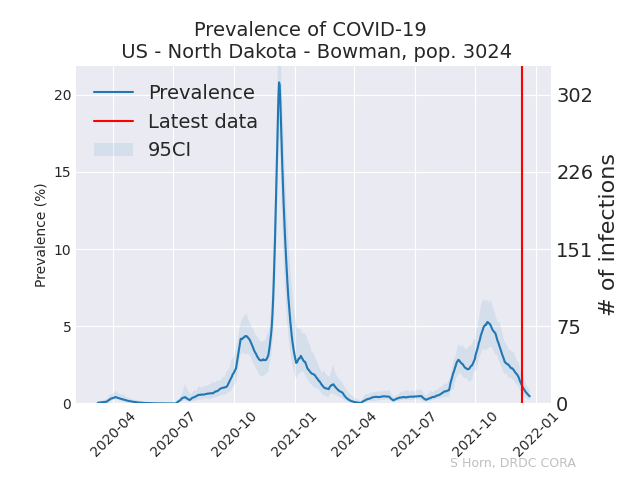 Prevalence of COVID-19
US - North Dakota - Bowman, pop. 3024
Prevalence
Latest data
95CI
Prevalence (%)
20
15
10
5
0
302
226
151
75
0
# of infections
2020-04
2020-07
2020-10
2021-01
2021-04
2021-07
2021-10
2022-01
S Horn, DRDC CORA